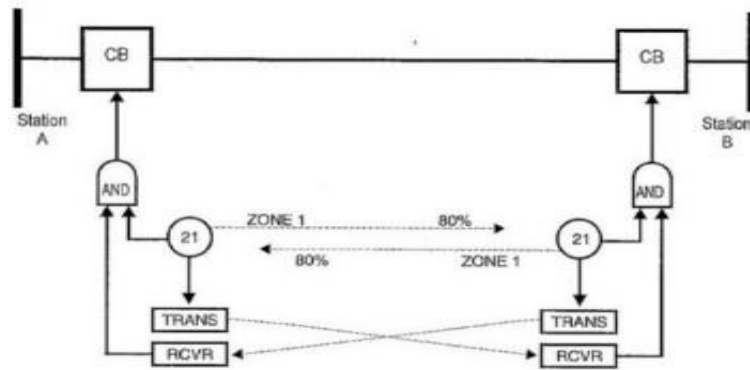 CB
CB
Station
A
Station
B
AND
AND
ZONE 1
80%
21
21
80%
ZONE 1
TRANS
TRANS
RCVR
RCVR